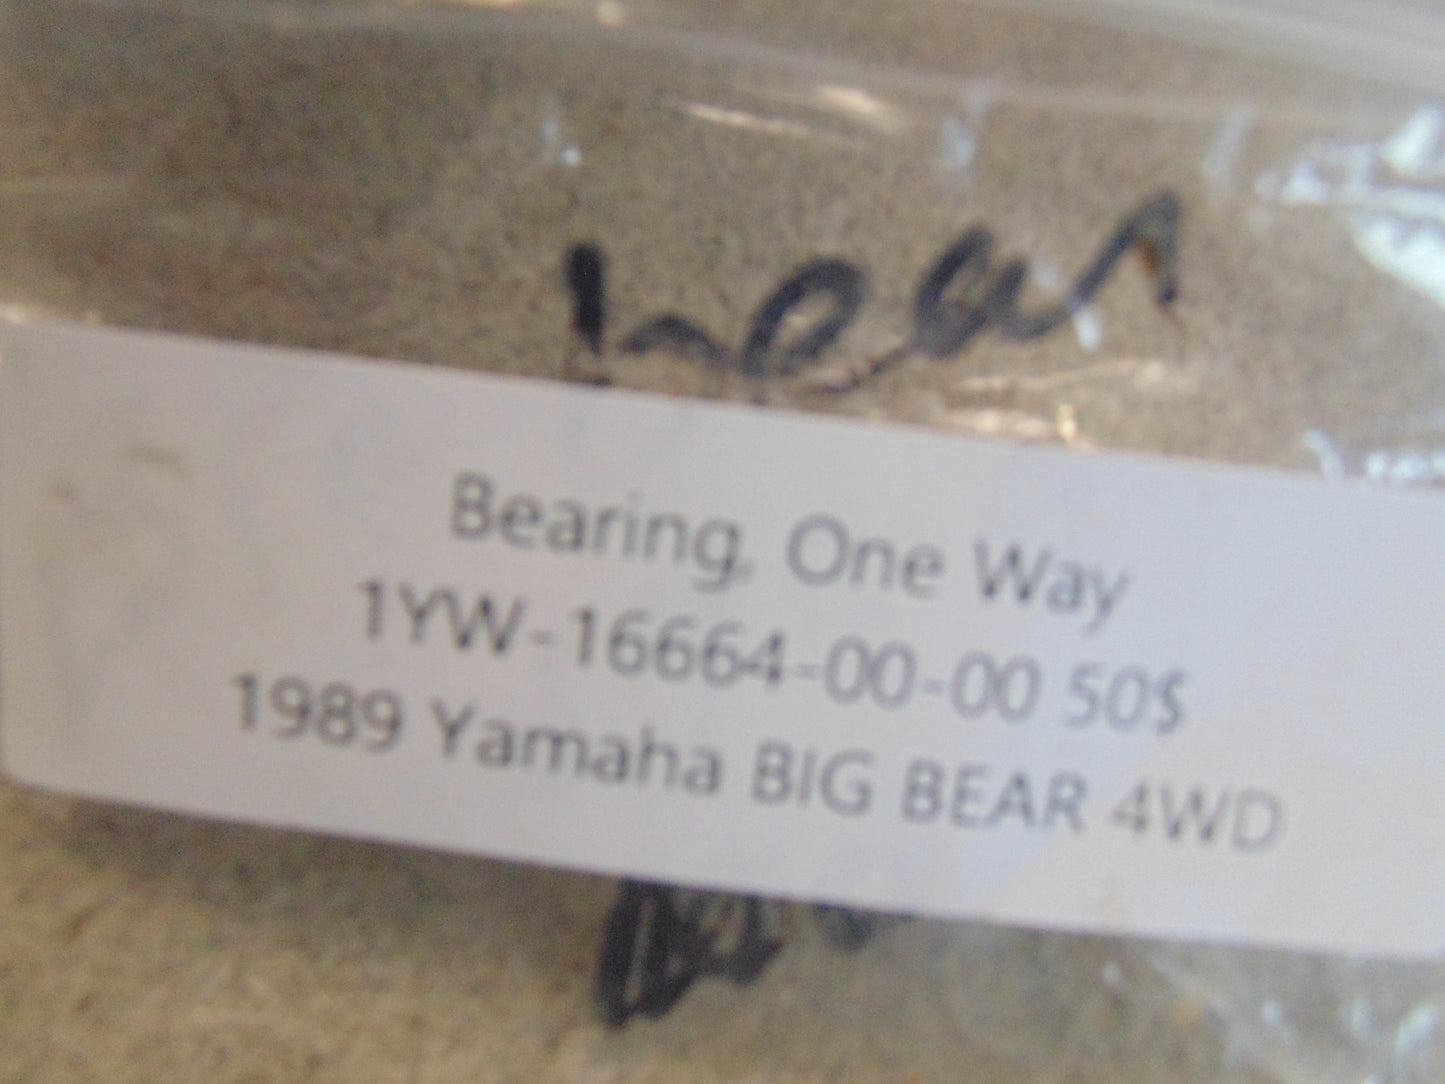 Bearing, One Way
1YW-16664-00-00 50$
1989 Yamaha BIG BEAR 4WD